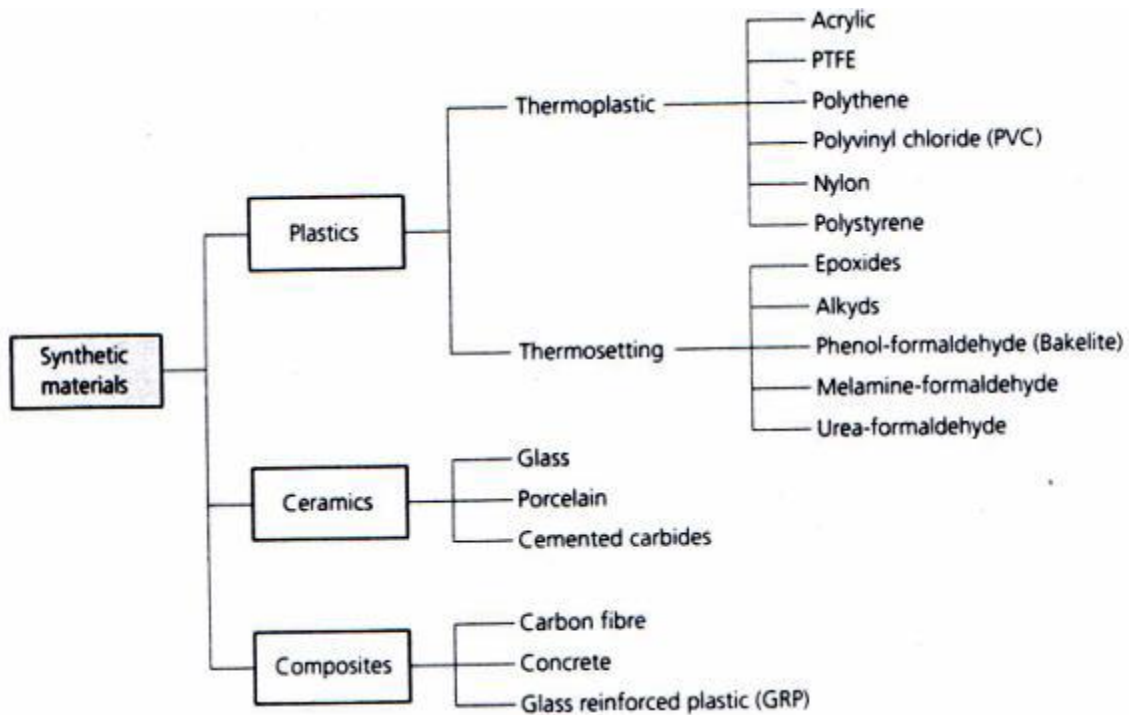 Synthetic
materials
Plastics
Thermoplastic
Acrylic
PTFE
Polythene
Polyvinyl chloride (PVC)
Nylon
Polystyrene
Thermosetting
Epoxides
Alkyds
Phenol-formaldehyde (Bakelite)
Melamine-formaldehyde
Urea-formaldehyde
Ceramics
Glass
Porcelain
Cemented carbides
Composites
Carbon fibre
Concrete
Glass reinforced plastic (GRP)